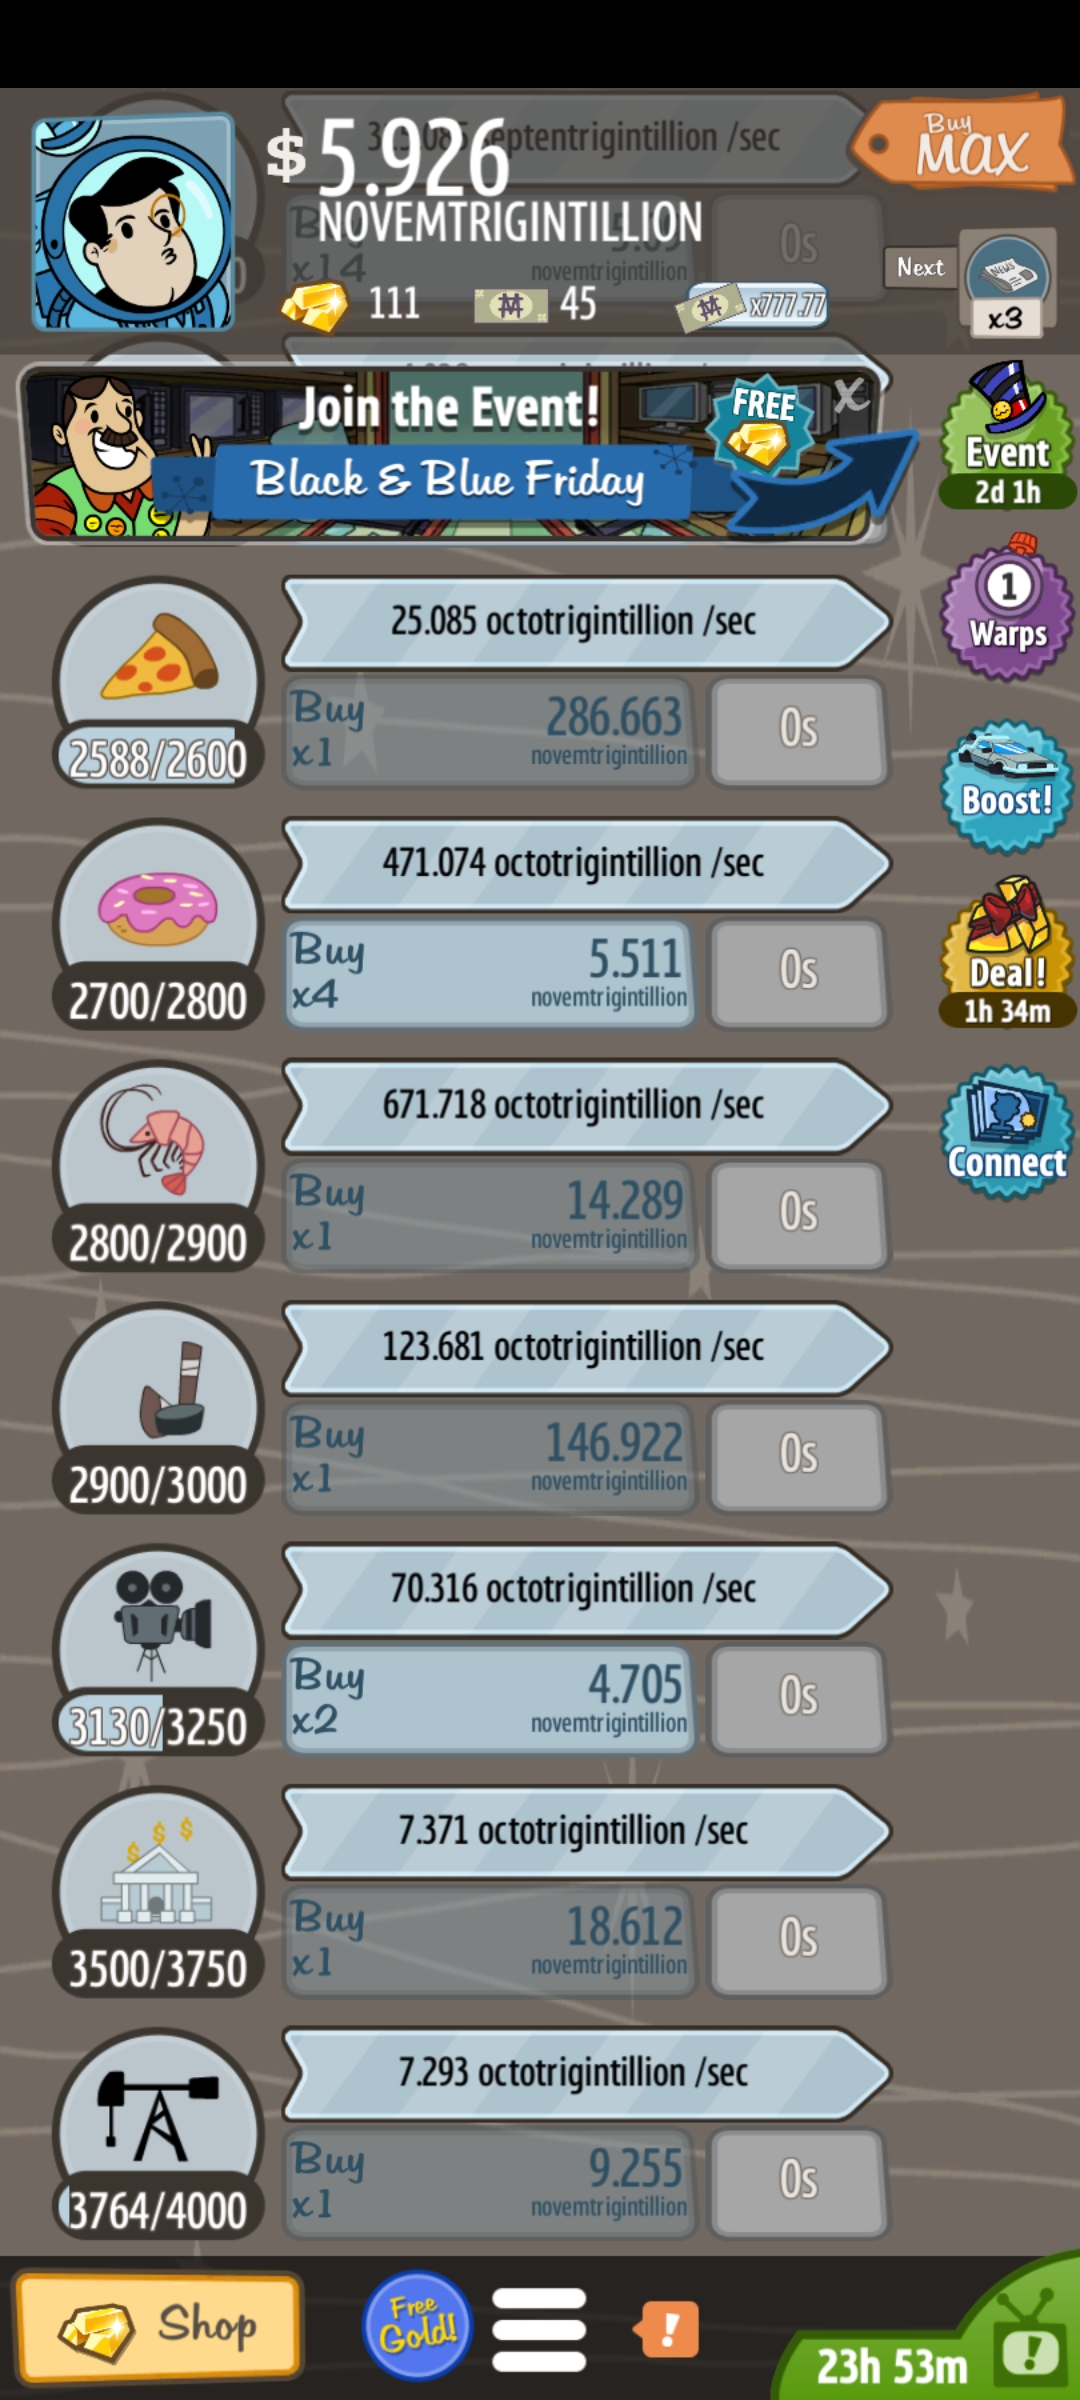 septentrigintillion /sec
$ 5.926
NOVEMTRIGINTILLION
Buy
MAX
x14
novemtrigintillion
0s
111
45
x777.77
Next
NEWS
x3
Join the Event!
Black & Blue Friday
FREE
X
Event
2d 1h
25.085 octotrigintillion /sec
Buy
x1
286.663
novemtrigintillion
0s
2588/2600
1
Warps
Boost!
471.074 octotrigintillion /sec
Buy
x4
5.511
novemtrigintillion
0s
2700/2800
Deal!
1h 34m
671.718 octotrigintillion /sec
Buy
x1
14.289
novemtrigintillion
0s
2800/2900
Connect
123.681 octotrigintillion /sec
Buy
x1
146.922
novemtrigintillion
0s
2900/3000
70.316 octotrigintillion /sec
Buy
x2
4.705
novemtrigintillion
0s
3130/3250
$ $ $
7.371 octotrigintillion /sec
Buy
x1
18.612
novemtrigintillion
0s
3500/3750
7.293 octotrigintillion /sec
Buy
x1
9.255
novemtrigintillion
0s
3764/4000
Shop
Free
Gold!
!
23h 53m
!